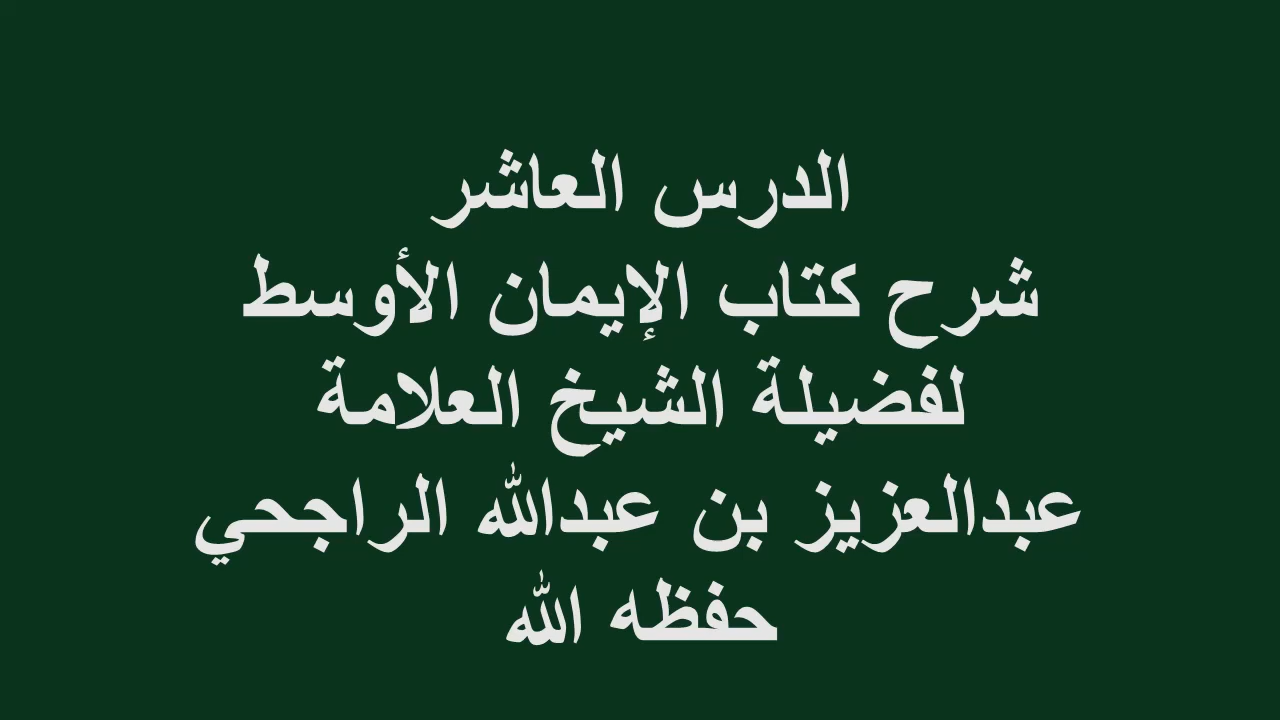 الدرس العاشر
شرح كتاب الإيمان الأوسط
لفضيلة الشيخ العلامة
عبدالعزيز بن عبدالله الراجحي
حفظه الله